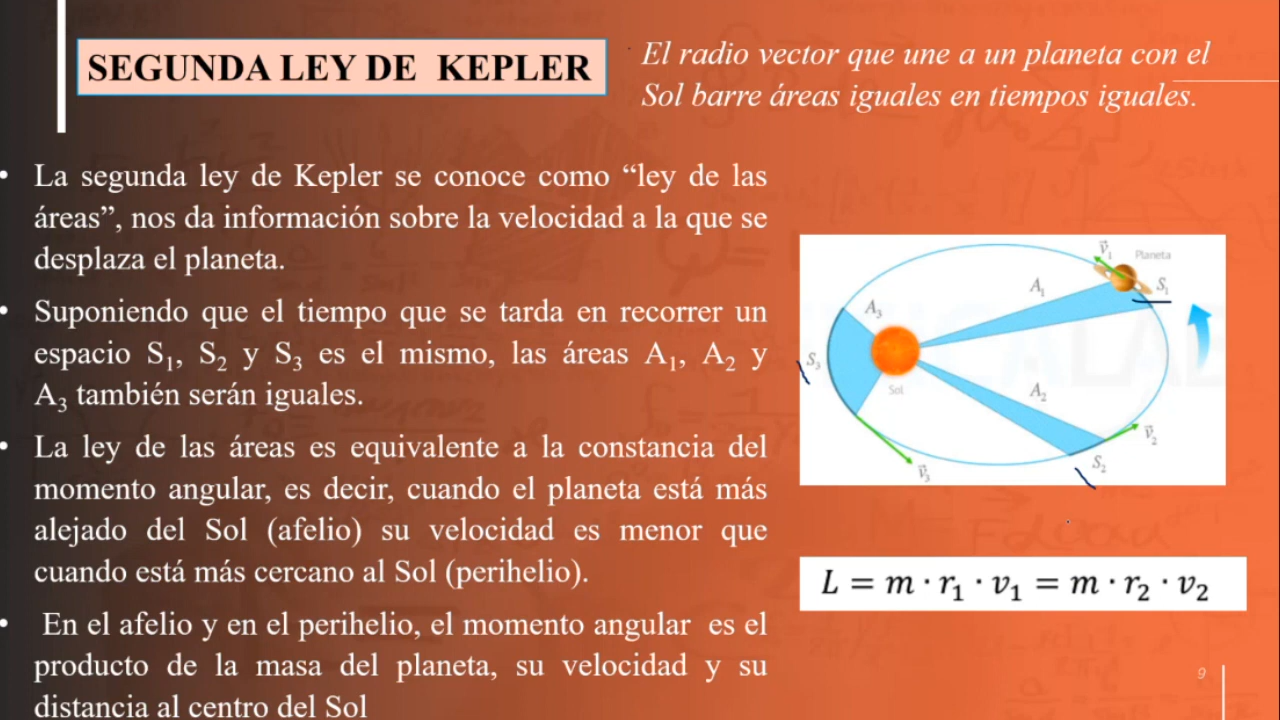 SEGUNDA LEY DE KEPLER
El radio vector que une a un planeta con el
Sol barre áreas iguales en tiempos iguales.
• La segunda ley de Kepler se conoce como “ley de las
áreas”, nos da información sobre la velocidad a la que se
desplaza el planeta.
• Suponiendo que el tiempo que se tarda en recorrer un
espacio S₁, S₂ y S₃ es el mismo, las áreas A₁, A₂ y
A₃ también serán iguales.
• La ley de las áreas es equivalente a la constancia del
momento angular, es decir, cuando el planeta está más
alejado del Sol (afelio) su velocidad es menor que
cuando está más cercano al Sol (perihelio).
• En el afelio y en el perihelio, el momento angular es el
producto de la masa del planeta, su velocidad y su
distancia al centro del Sol
v⃗₁ Planeta
A₁ S₁
A₃
S₃
Sol
A₂
v⃗₂
S₂
v⃗₃
L = m · r₁ · v₁ = m · r₂ · v₂
9